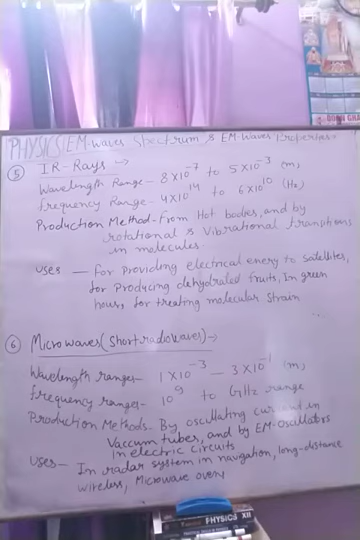 PHYSICS:EM-Waves Spectrum & EM-Waves Properties-
⑤ IR-Rays →
Wavelength Range - 8×10⁻⁷ to 5×10⁻³ (m)
frequency Range - 4×10¹⁴ to 6×10¹⁰ (Hz)
Production Method - From Hot bodies, and by
rotational & Vibrational transitions
in molecules.
Uses - for Providing electrical enery to Satellites,
for Producing dehydrated fruits, In green
hous, for treating molecular strain
⑥ Microwaves (Short radiowaves) →
Wavelength range - 1×10⁻³ - 3×10⁻¹ (m)
frequency range - 10⁹ to GHz range
Production Methods - By oscillating current in
Vaccum tubes, and by EM-oscillators
in electric circuits
Uses - In radar system in navigation, long-distance
wireless, Microwave ovens
PHYSICS XII